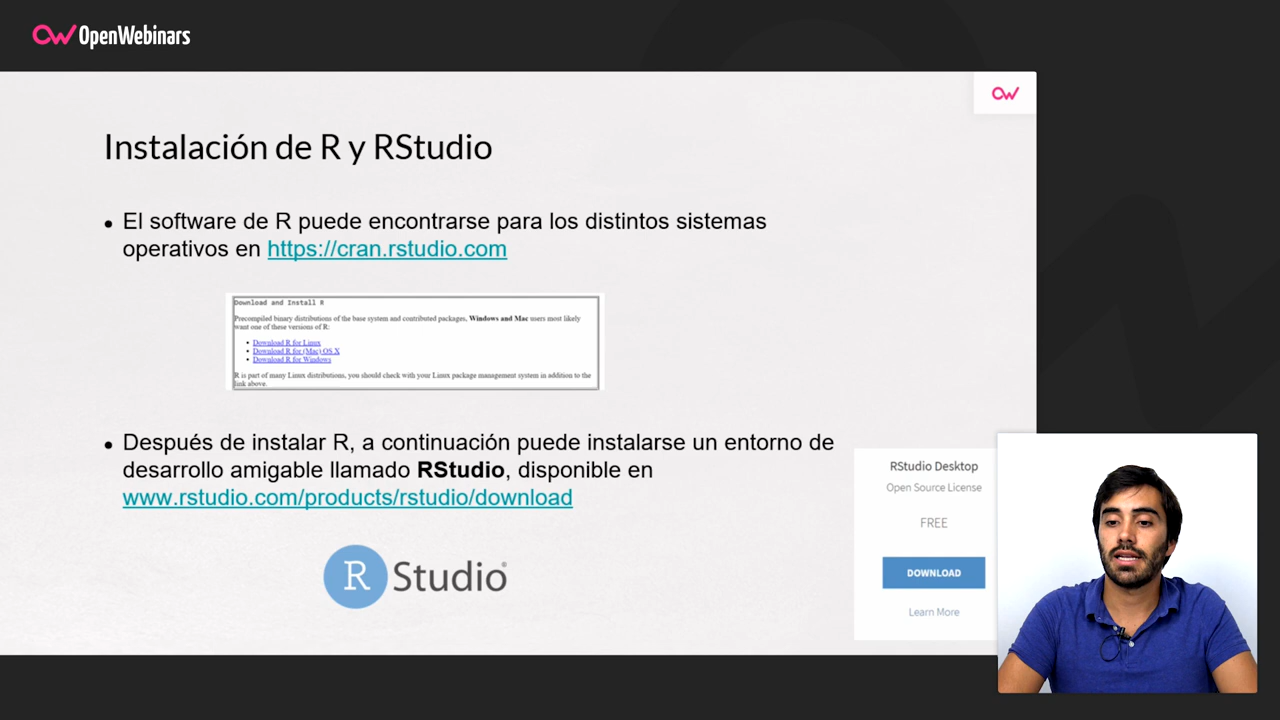 OpenWebinars
Instalación de R y RStudio
• El software de R puede encontrarse para los distintos sistemas
operativos en https://cran.rstudio.com
Download and Install R
Precompiled binary distributions of the base system and contributed packages, Windows and Mac users most likely
want one of these versions of R:
• Download R for Linux
• Download R for (Mac) OS X
• Download R for Windows
R is part of many Linux distributions, you should check with your Linux package management system in addition to the
link above.
• Después de instalar R, a continuación puede instalarse un entorno de
desarrollo amigable llamado RStudio, disponible en
www.rstudio.com/products/rstudio/download
R Studio®
RStudio Desktop
Open Source License
FREE
DOWNLOAD
Learn More